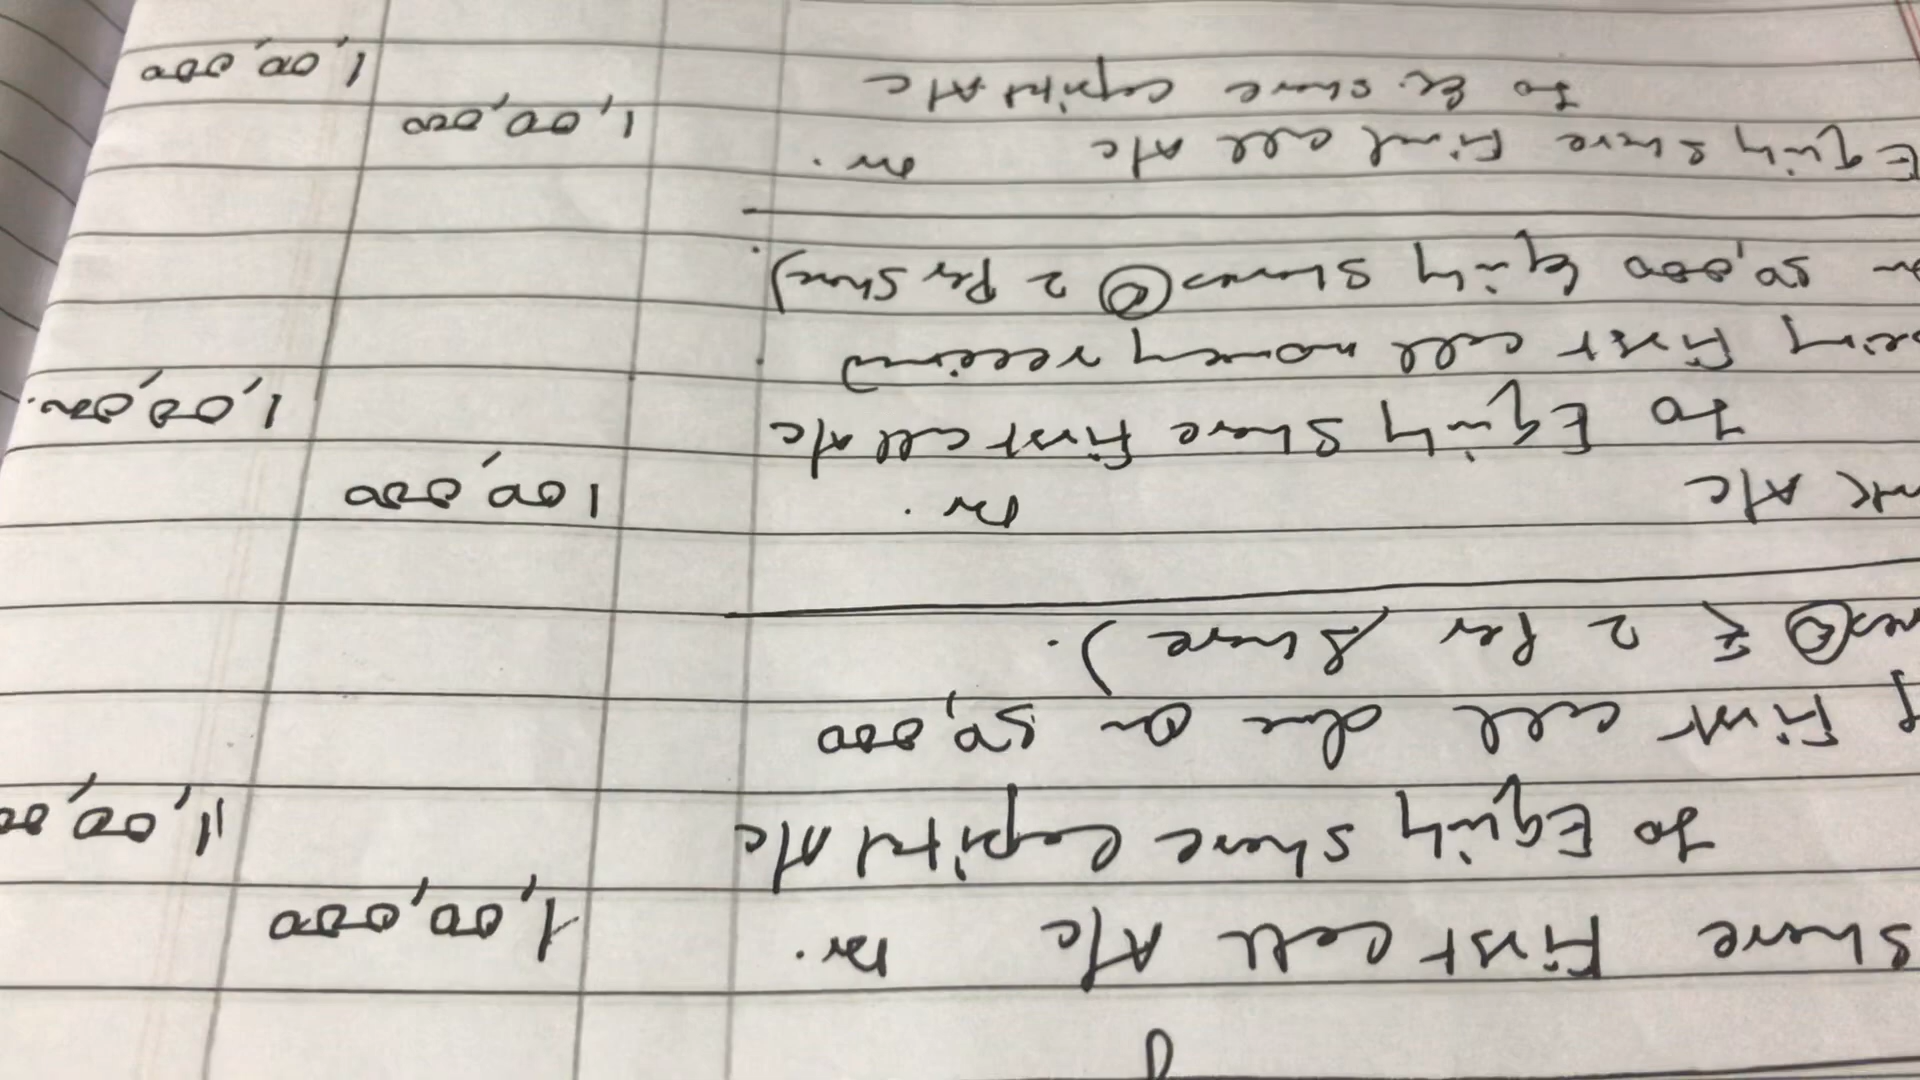 Share First Call A/c Dr. 1,00,000
To Equity Share Capital A/c 1,00,00
First call due on 50,000
@ ₹ 2 Per Share).
A/c Dr. 100,000
To Equity Share First call A/c 1,00,000.
First call money received
on 50,000 Equity Shares @ 2 Per Share).
Equity Share Final call A/c Dr. 1,00,000
To Eq. Share capital A/c 1,00,000